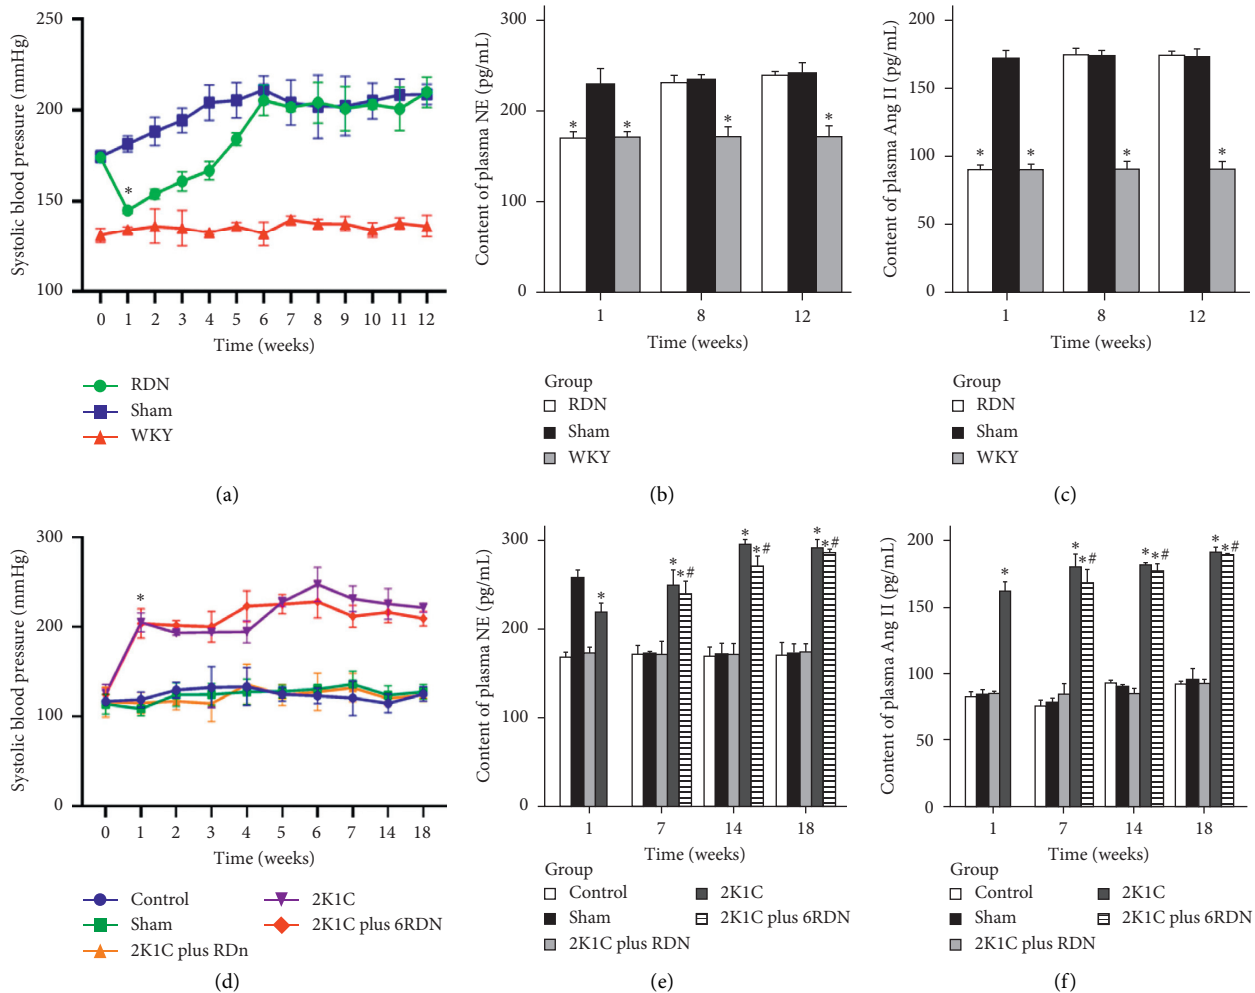 250
200
150
100
Systolic blood pressure (mmHg)
*
0 1 2 3 4 5 6 7 8 9 10 11 12
Time (weeks)
RDN
Sham
WKY
(a)
300
200
100
0
Content of plasma NE (pg/mL)
* * * *
1 8 12
Time (weeks)
Group
RDN
Sham
WKY
(b)
200
150
100
50
0
Content of plasma Ang II (pg/mL)
* * * *
1 8 12
Time (weeks)
Group
RDN
Sham
WKY
(c)
300
200
100
0
Systolic blood pressure (mmHg)
*
0 1 2 3 4 5 6 7 14 18
Time (weeks)
Control
Sham
2K1C plus RDn
2K1C
2K1C plus 6RDN
(d)
300
200
100
0
Content of plasma NE (pg/mL)
* * *# * *# * *#
1 7 14 18
Time (weeks)
Group
Control
Sham
2K1C plus RDN
2K1C
2K1C plus 6RDN
(e)
200
150
100
50
0
Content of plasma Ang II (pg/mL)
* * *# * *# * *#
1 7 14 18
Time (weeks)
Group
Control
Sham
2K1C plus RDN
2K1C
2K1C plus 6RDN
(f)